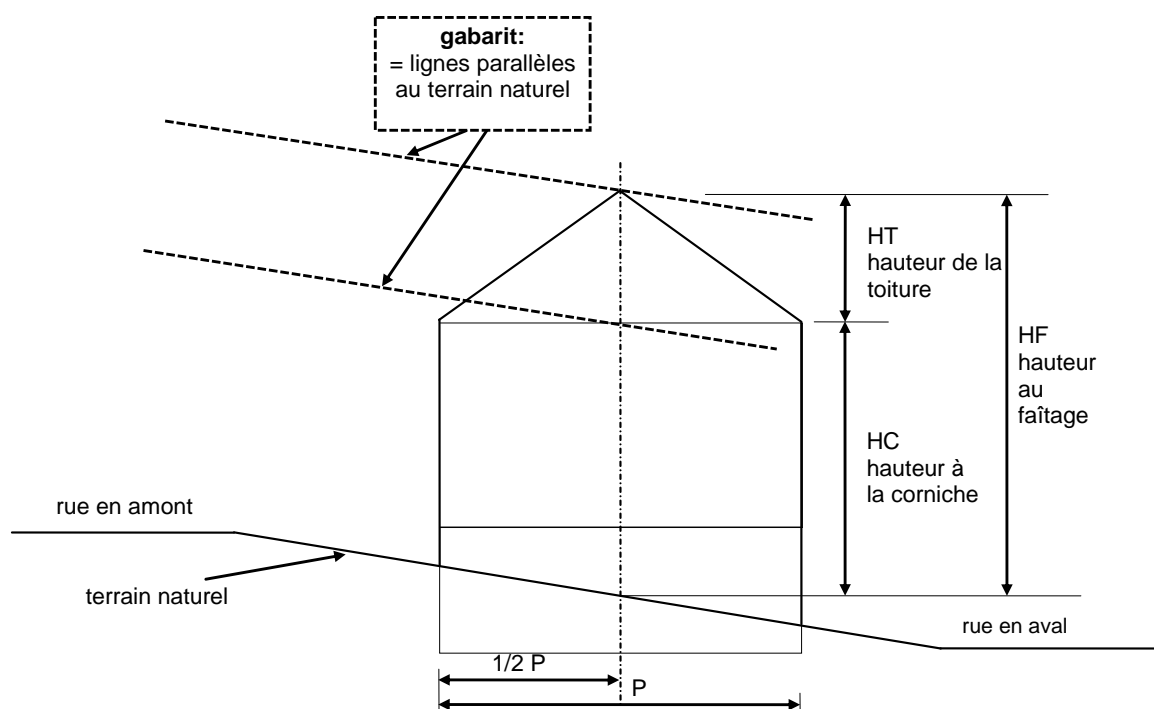 gabarit:
= lignes parallèles
au terrain naturel
HT
hauteur de la
toiture
HF
hauteur
au
faîtage
HC
hauteur à
la corniche
rue en amont
terrain naturel
rue en aval
1/2 P
P